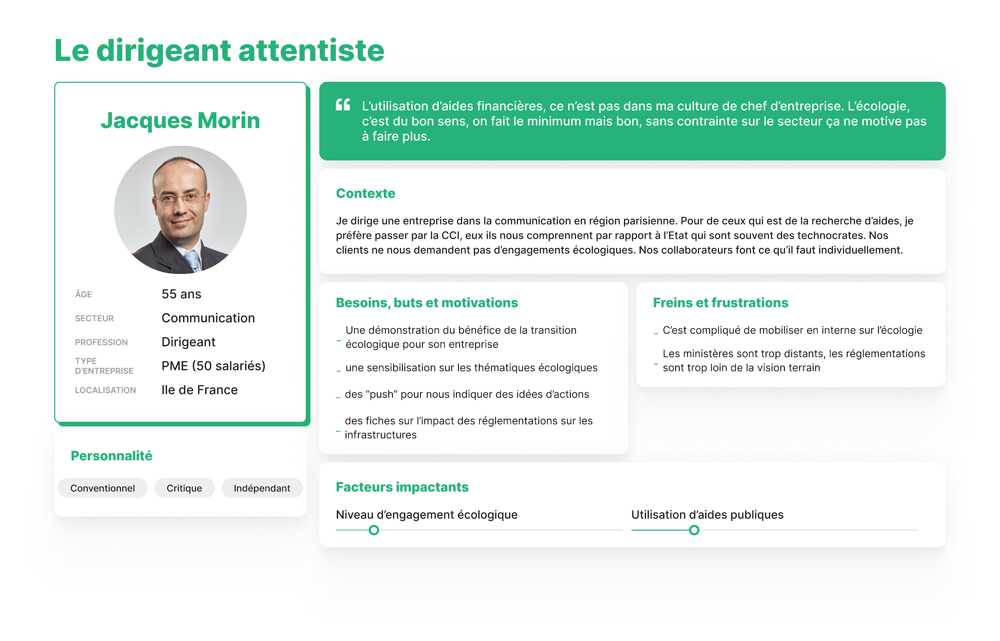 Le dirigeant attentiste
Jacques Morin
ÂGE 55 ans
SECTEUR Communication
PROFESSION Dirigeant
TYPE
D’ENTREPRISE PME (50 salariés)
LOCALISATION Ile de France
Personnalité
Conventionnel Critique Indépendant
“ L’utilisation d’aides financières, ce n’est pas dans ma culture de chef d’entreprise. L’écologie,
c’est du bon sens, on fait le minimum mais bon, sans contrainte sur le secteur ça ne motive pas
à faire plus.
Contexte
Je dirige une entreprise dans la communication en région parisienne. Pour de ceux qui est de la recherche d’aides, je
préfère passer par la CCI, eux ils nous comprennent par rapport à l’Etat qui sont souvent des technocrates. Nos
clients ne nous demandent pas d’engagements écologiques. Nos collaborateurs font ce qu’il faut individuellement.
Besoins, buts et motivations
Une démonstration du bénéfice de la transition
– écologique pour son entreprise
– une sensibilisation sur les thématiques écologiques
– des “push” pour nous indiquer des idées d’actions
des fiches sur l’impact des réglementations sur les
– infrastructures
Freins et frustrations
– C’est compliqué de mobiliser en interne sur l’écologie
Les ministères sont trop distants, les réglementations
– sont trop loin de la vision terrain
Facteurs impactants
Niveau d’engagement écologique
Utilisation d’aides publiques